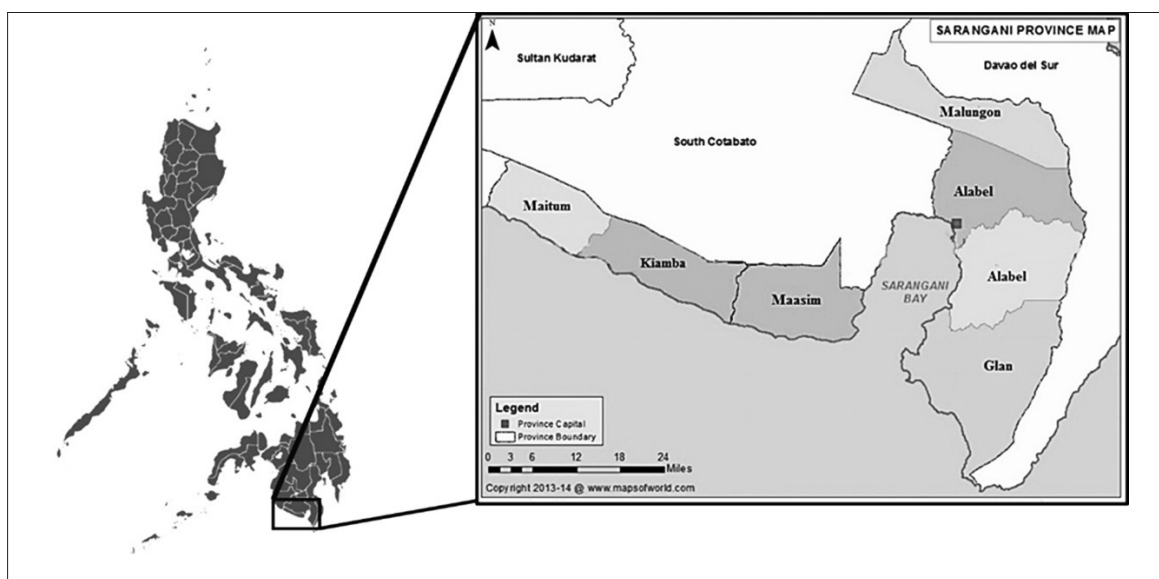 N
SARANGANI PROVINCE MAP
Sultan Kudarat
Davao del Sur
Malungon
South Cotabato
Alabel
Maitum
Kiamba
SARANGANI
BAY
Alabel
Maasim
Glan
Legend
Province Capital
Province Boundary
0 3 6 12 18 24
Miles
Copyright 2013-14 @ www.mapsofworld.com